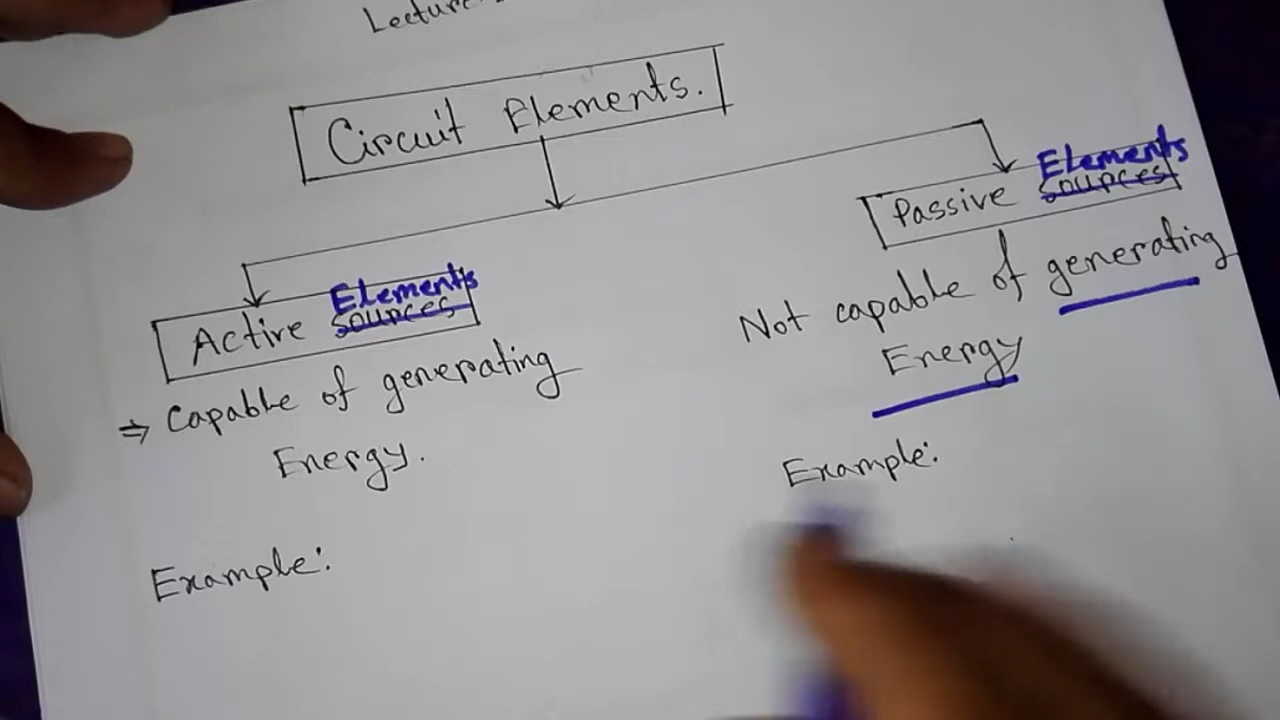 Lecture
Circuit Elements.
Elements
Passive sources
Not capable of generating
Energy
Example:
Elements
Active sources
⇒ Capable of generating
Energy.
Example: